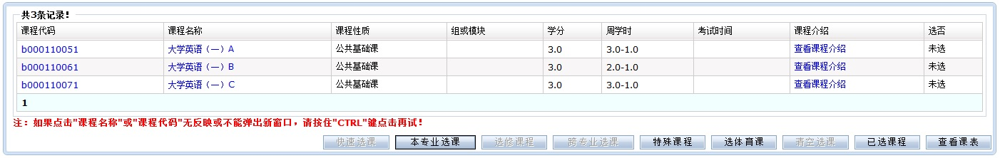 共3条记录!
课程代码 课程名称 课程性质 组或模块 学分 周学时 考试时间 课程介绍 选否
b000110051 大学英语（一）A 公共基础课 3.0 3.0-1.0 查看课程介绍 未选
b000110061 大学英语（一）B 公共基础课 3.0 2.0-1.0 查看课程介绍 未选
b000110071 大学英语（一）C 公共基础课 3.0 3.0-1.0 查看课程介绍 未选
1
注：如果点击"课程名称"或"课程代码"无反映或不能弹出新窗口，请按住"CTRL"键点击再试!
快速选课 本专业选课 选修课程 跨专业选课 特殊课程 选体育课 清空选课 已选课程 查看课表